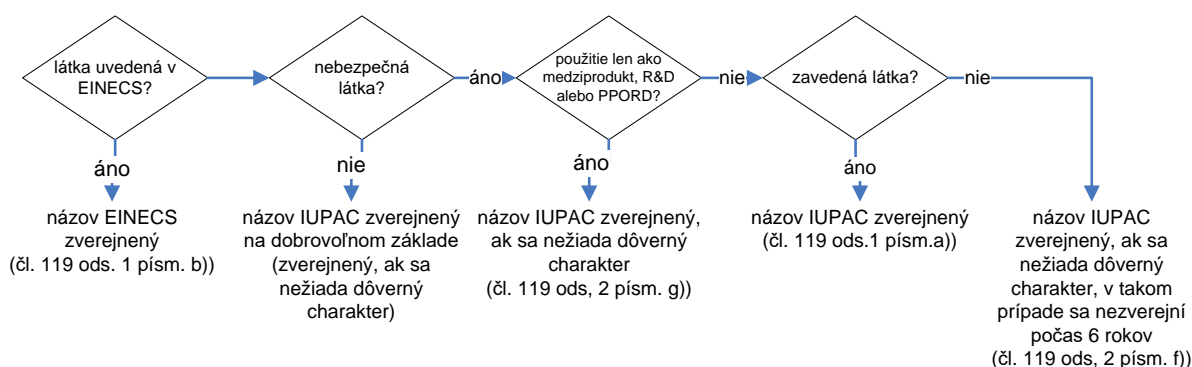 látka uvedená v
EINECS?
nebezpečná
látka?
áno
použitie len ako
medziprodukt, R&D
alebo PPORD?
nie
zavedená látka?
nie
áno
nie
áno
áno
názov EINECS
zverejnený
(čl. 119 ods. 1 písm. b))
názov IUPAC zverejnený
na dobrovoľnom základe
(zverejnený, ak sa
nežiada dôverný
charakter)
názov IUPAC zverejnený,
ak sa nežiada dôverný
charakter
(čl. 119 ods, 2 písm. g))
názov IUPAC zverejnený
(čl. 119 ods.1 písm.a))
názov IUPAC
zverejnený, ak sa
nežiada dôverný
charakter, v takom
prípade sa nezverejní
počas 6 rokov
(čl. 119 ods, 2 písm. f))